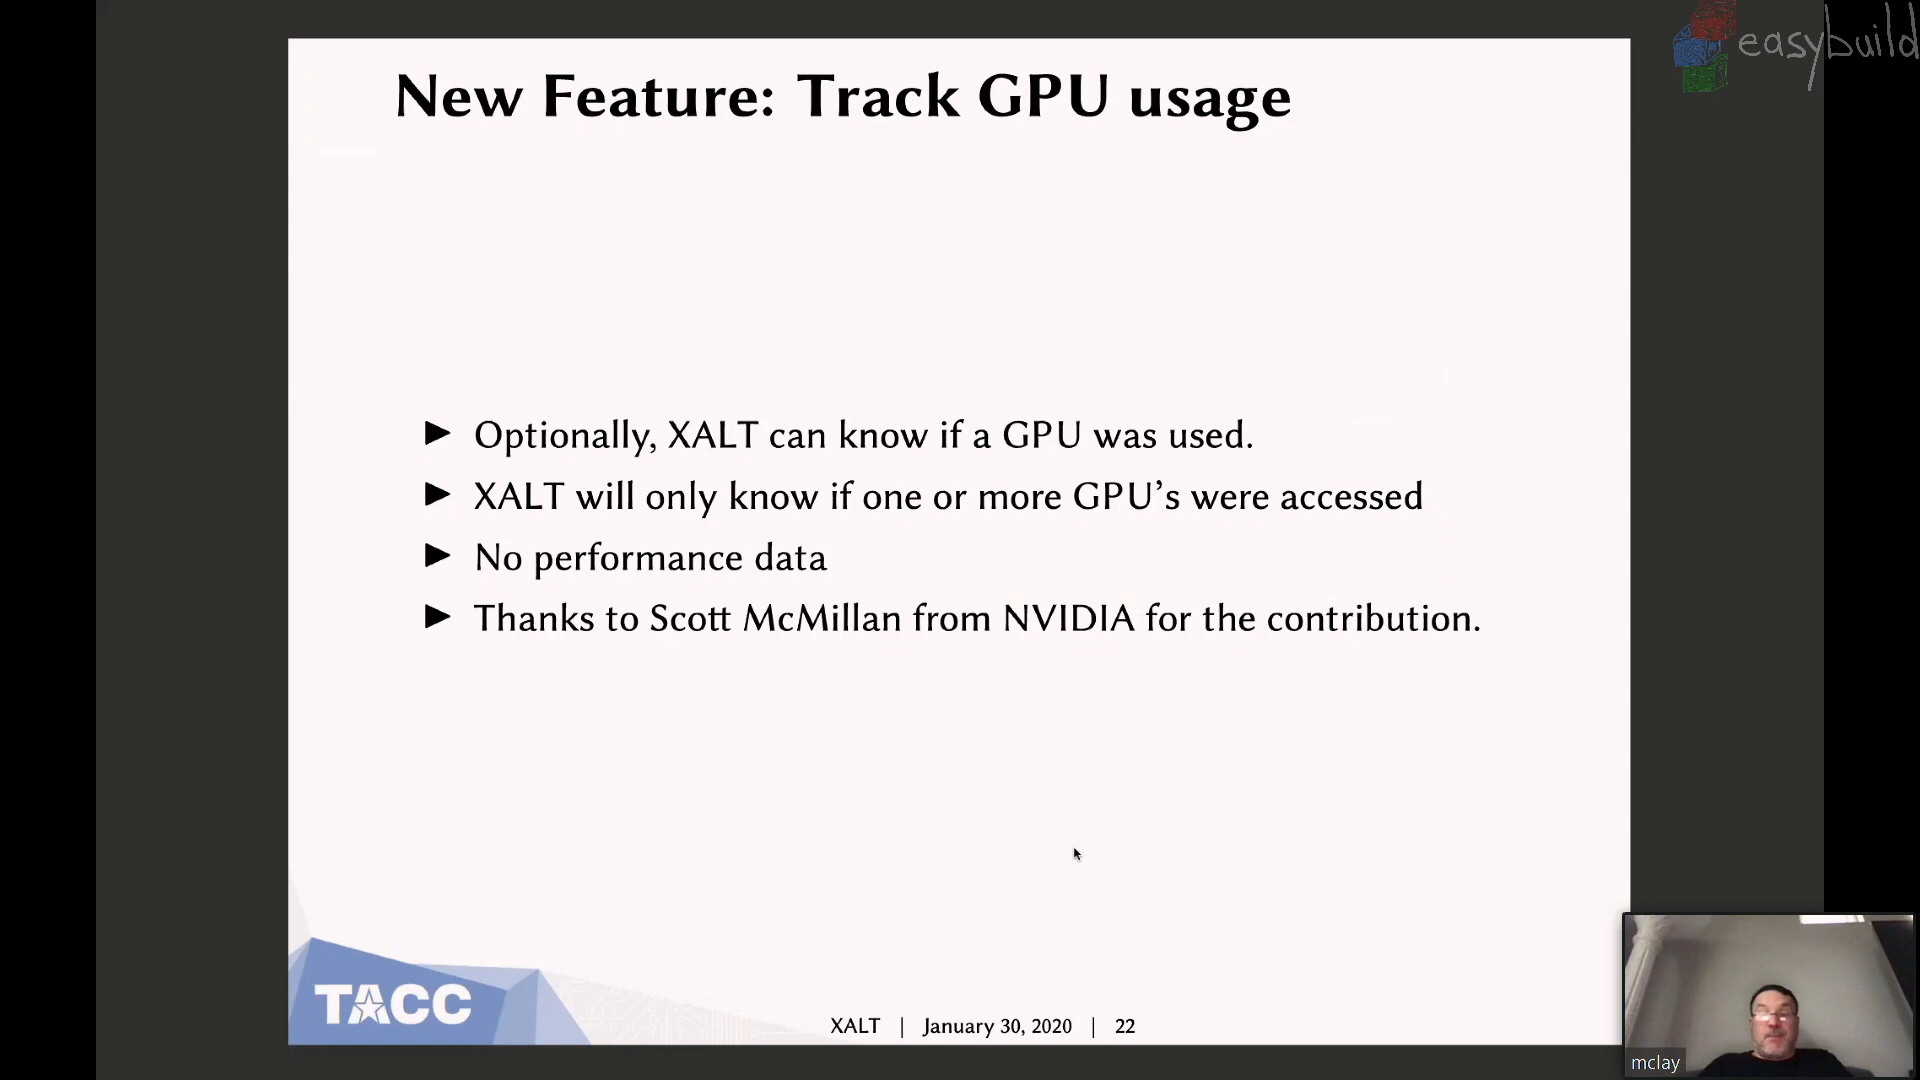 easybuild
New Feature: Track GPU usage
▶ Optionally, XALT can know if a GPU was used.
▶ XALT will only know if one or more GPU’s were accessed
▶ No performance data
▶ Thanks to Scott McMillan from NVIDIA for the contribution.
TACC
XALT | January 30, 2020 | 22
mclay